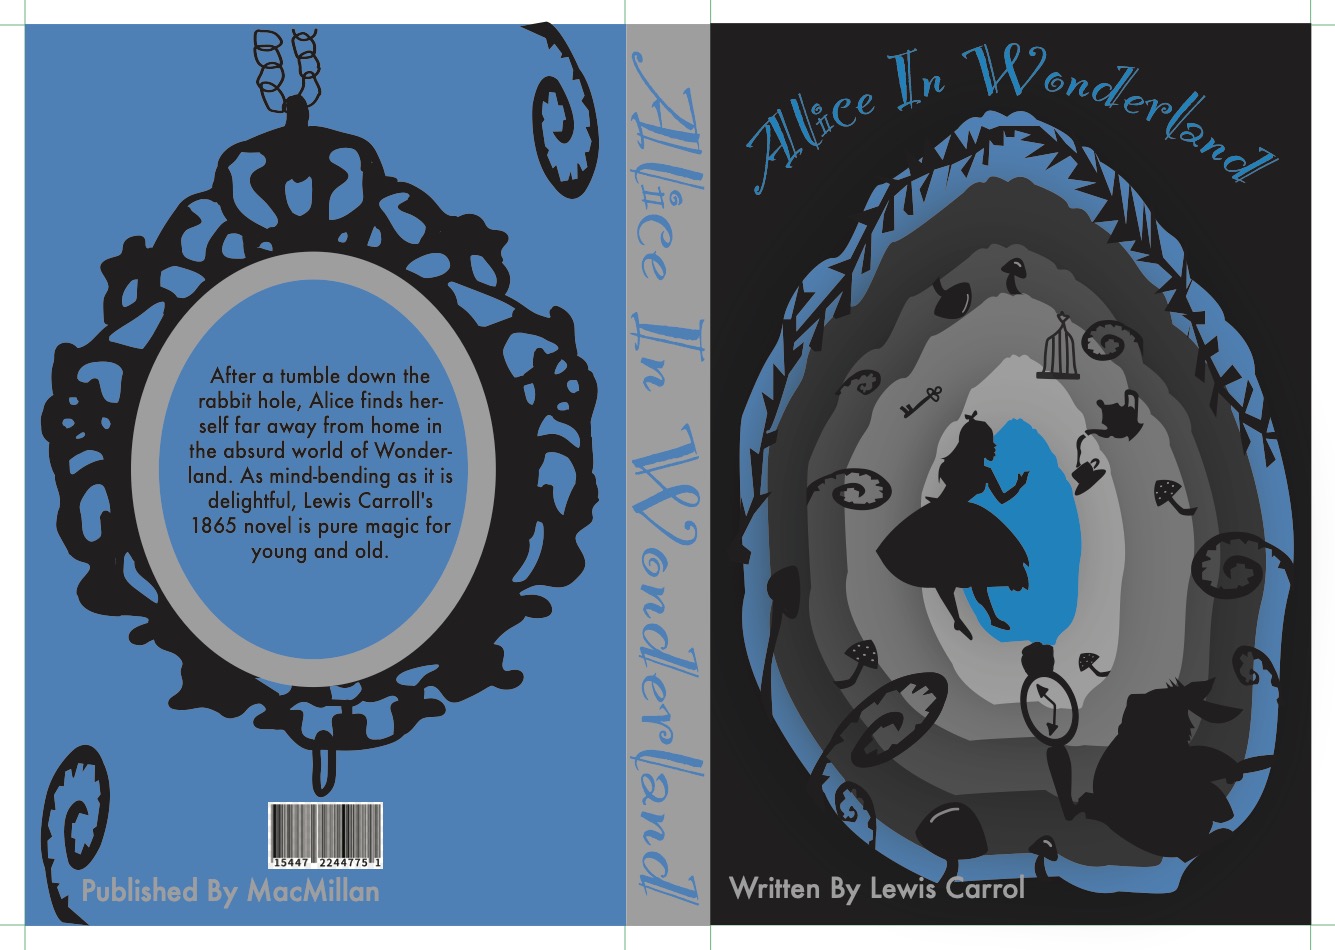 After a tumble down the
rabbit hole, Alice finds her-
self far away from home in
the absurd world of Wonder-
land. As mind-bending as it is
delightful, Lewis Carroll's
1865 novel is pure magic for
young and old.
15447 2244775 1
Published By MacMillan
Alice In Wonderland
Alice In Wonderland
Written By Lewis Carrol